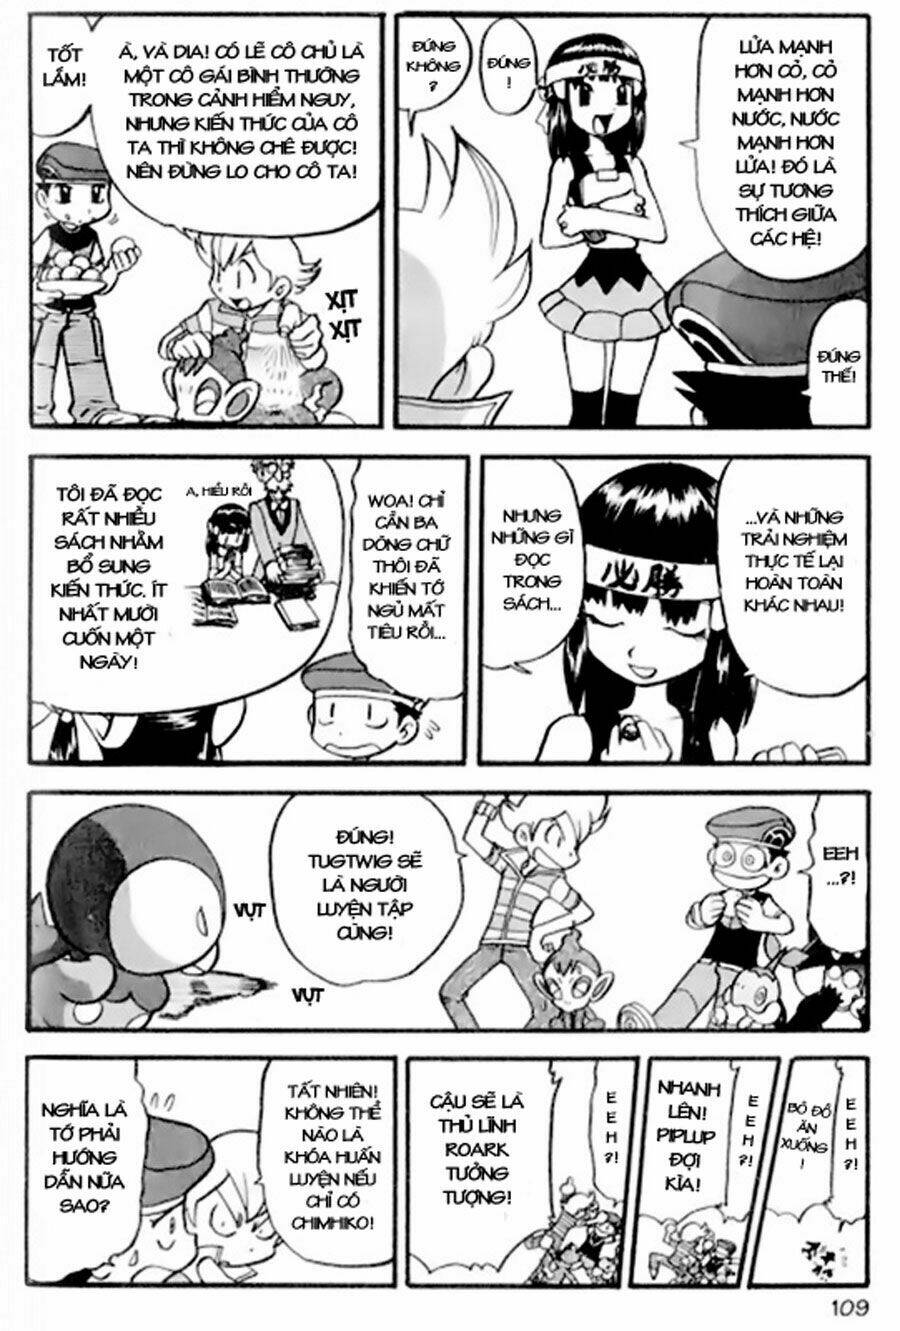 LỬA MẠNH
HƠN CỎ, CỎ
MẠNH HƠN
NƯỚC, NƯỚC
MẠNH HƠN
LỬA! ĐÓ LÀ
SỰ TƯƠNG
THÍCH GIỮA
CÁC HỆ!
ĐÚNG
THẾ!
必勝
ĐÚNG
!
ĐÚNG
KHÔNG
?
À, VÀ DIA! CÓ LẼ CÔ CHỦ LÀ
MỘT CÔ GÁI BÌNH THƯỜNG
TRONG CẢNH HIỂM NGUY,
NHƯNG KIẾN THỨC CỦA CÔ
TA THÌ KHÔNG CHÊ ĐƯỢC!
NÊN ĐỪNG LO CHO CÔ TA!
XỊT
XỊT
TỐT
LẮM!
...VÀ NHỮNG
TRẢI NGHIỆM
THỰC TẾ LẠI
HOÀN TOÀN
KHÁC NHAU!
必勝
NHƯNG
NHỮNG GÌ
ĐỌC
TRONG
SÁCH...
WOA! CHỈ
CẦN BA
DÒNG CHỮ
THÔI ĐÃ
KHIẾN TỚ
NGỦ MẤT
TIÊU RỒI...
A, HIỂU RỒI
TÔI ĐÃ ĐỌC
RẤT NHIỀU
SÁCH NHẰM
BỔ SUNG
KIẾN THỨC. ÍT
NHẤT MƯỜI
CUỐN MỘT
NGÀY!
EEH
...?!
ĐÚNG!
TUGTWIG SẼ
LÀ NGƯỜI
LUYỆN TẬP
CÙNG!
VỤT
VỤT
E
E
H
?!
BỎ ĐỒ
ĂN
XUỐNG
!
E
E
H
?!
NHANH
LÊN!
PIPLUP
ĐỢI
KÌA!
E
E
H
?!
CẬU SẼ LÀ
THỦ LĨNH
ROARK
TƯỞNG
TƯỢNG!
TẤT NHIÊN!
KHÔNG THỂ
NÀO LÀ
KHÓA HUẤN
LUYỆN NẾU
CHỈ CÓ
CHIMHIKO!
NGHĨA LÀ
TỚ PHẢI
HƯỚNG
DẪN NỮA
SAO?
109